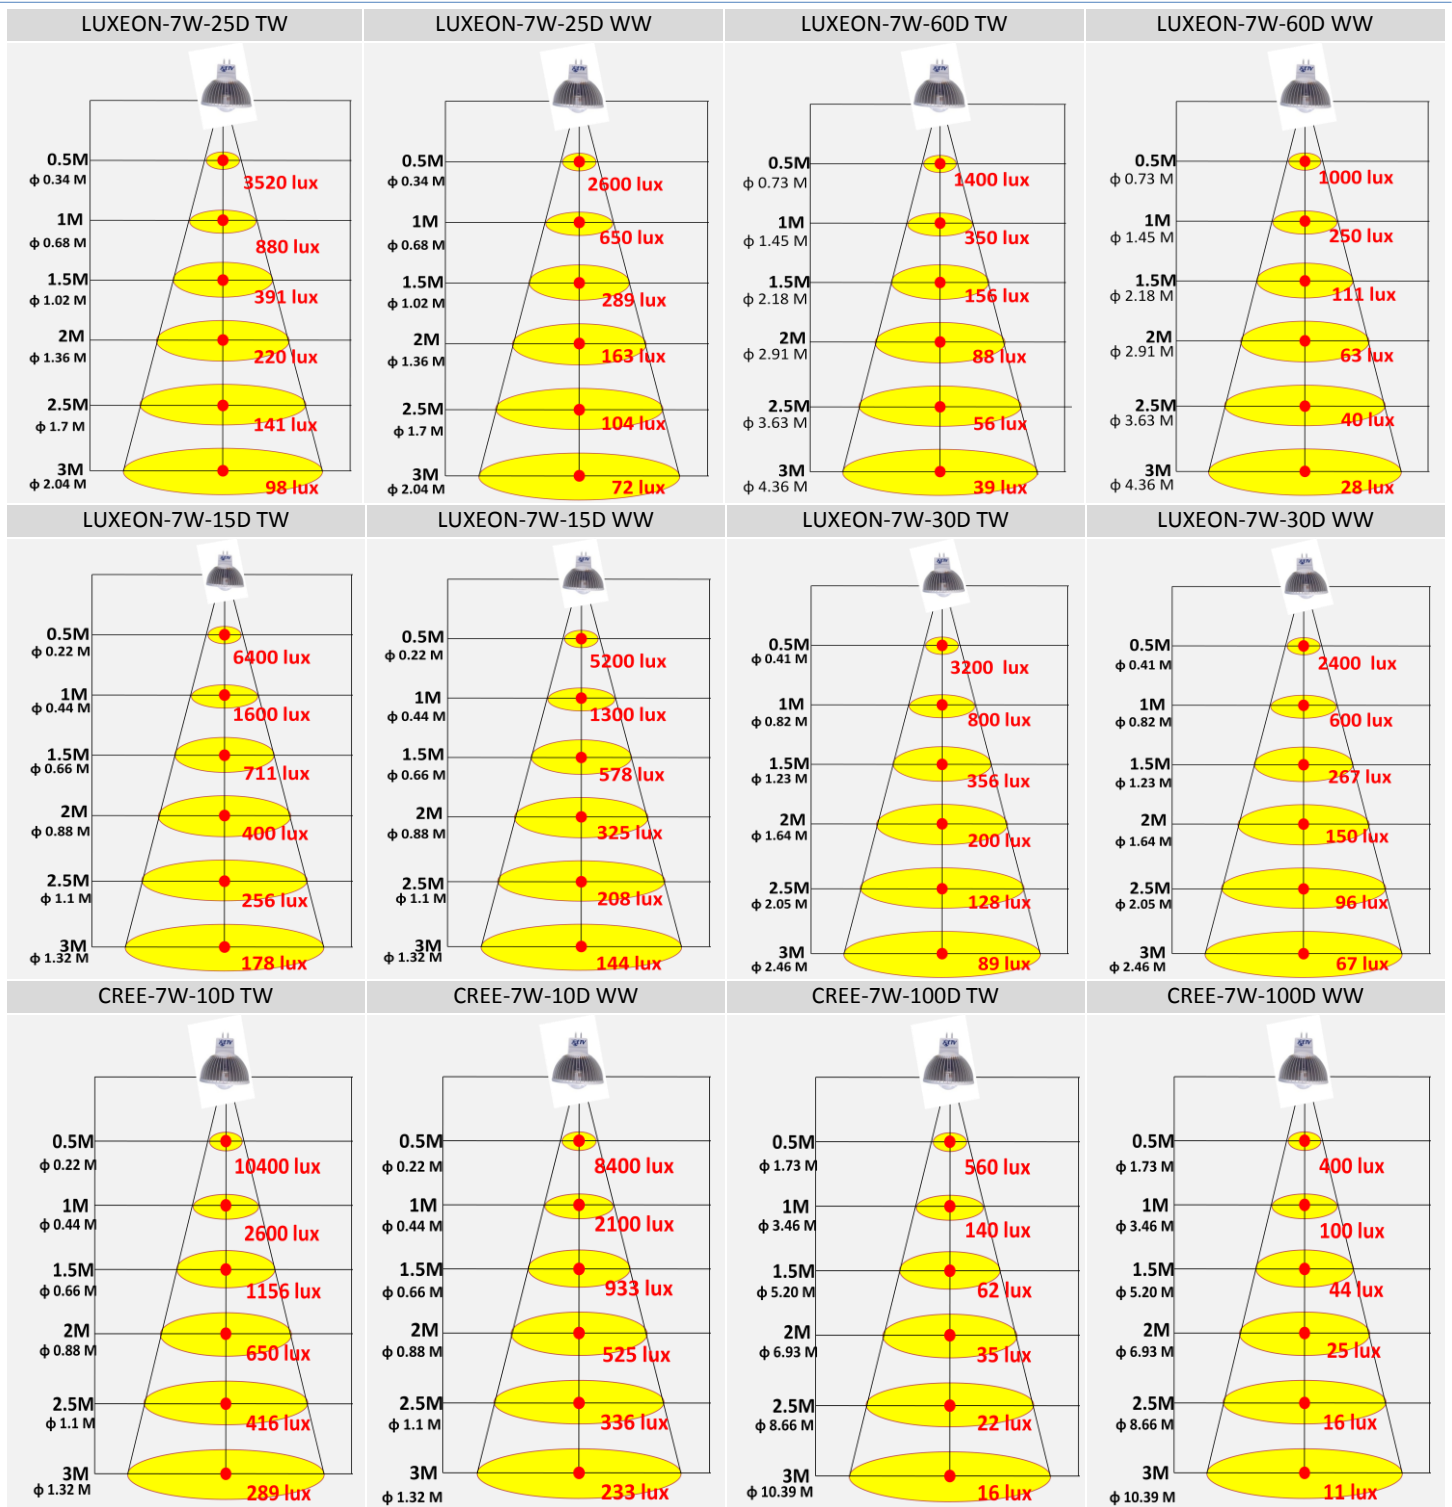 LUXEON-7W-25D TW
0.5M
ф 0.34 M
3520 lux
1M
ф 0.68 M
880 lux
1.5M
ф 1.02 M
391 lux
2M
ф 1.36 M
220 lux
2.5M
ф 1.7 M
141 lux
3M
ф 2.04 M
98 lux
LUXEON-7W-25D WW
0.5M
ф 0.34 M
2600 lux
1M
ф 0.68 M
650 lux
1.5M
ф 1.02 M
289 lux
2M
ф 1.36 M
163 lux
2.5M
ф 1.7 M
104 lux
3M
ф 2.04 M
72 lux
LUXEON-7W-60D TW
0.5M
ф 0.73 M
1400 lux
1M
ф 1.45 M
350 lux
1.5M
ф 2.18 M
156 lux
2M
ф 2.91 M
88 lux
2.5M
ф 3.63 M
56 lux
3M
ф 4.36 M
39 lux
LUXEON-7W-60D WW
0.5M
ф 0.73 M
1000 lux
1M
ф 1.45 M
250 lux
1.5M
ф 2.18 M
111 lux
2M
ф 2.91 M
63 lux
2.5M
ф 3.63 M
40 lux
3M
ф 4.36 M
28 lux
LUXEON-7W-15D TW
0.5M
ф 0.22 M
6400 lux
1M
ф 0.44 M
1600 lux
1.5M
ф 0.66 M
711 lux
2M
ф 0.88 M
400 lux
2.5M
ф 1.1 M
256 lux
3M
ф 1.32 M
178 lux
LUXEON-7W-15D WW
0.5M
ф 0.22 M
5200 lux
1M
ф 0.44 M
1300 lux
1.5M
ф 0.66 M
578 lux
2M
ф 0.88 M
325 lux
2.5M
ф 1.1 M
208 lux
3M
ф 1.32 M
144 lux
LUXEON-7W-30D TW
0.5M
ф 0.41 M
3200 lux
1M
ф 0.82 M
800 lux
1.5M
ф 1.23 M
356 lux
2M
ф 1.64 M
200 lux
2.5M
ф 2.05 M
128 lux
3M
ф 2.46 M
89 lux
LUXEON-7W-30D WW
0.5M
ф 0.41 M
2400 lux
1M
ф 0.82 M
600 lux
1.5M
ф 1.23 M
267 lux
2M
ф 1.64 M
150 lux
2.5M
ф 2.05 M
96 lux
3M
ф 2.46 M
67 lux
CREE-7W-10D TW
0.5M
ф 0.22 M
10400 lux
1M
ф 0.44 M
2600 lux
1.5M
ф 0.66 M
1156 lux
2M
ф 0.88 M
650 lux
2.5M
ф 1.1 M
416 lux
3M
ф 1.32 M
289 lux
CREE-7W-10D WW
0.5M
ф 0.22 M
8400 lux
1M
ф 0.44 M
2100 lux
1.5M
ф 0.66 M
933 lux
2M
ф 0.88 M
525 lux
2.5M
ф 1.1 M
336 lux
3M
ф 1.32 M
233 lux
CREE-7W-100D TW
0.5M
ф 1.73 M
560 lux
1M
ф 3.46 M
140 lux
1.5M
ф 5.20 M
62 lux
2M
ф 6.93 M
35 lux
2.5M
ф 8.66 M
22 lux
3M
ф 10.39 M
16 lux
CREE-7W-100D WW
0.5M
ф 1.73 M
400 lux
1M
ф 3.46 M
100 lux
1.5M
ф 5.20 M
44 lux
2M
ф 6.93 M
25 lux
2.5M
ф 8.66 M
16 lux
3M
ф 10.39 M
11 lux